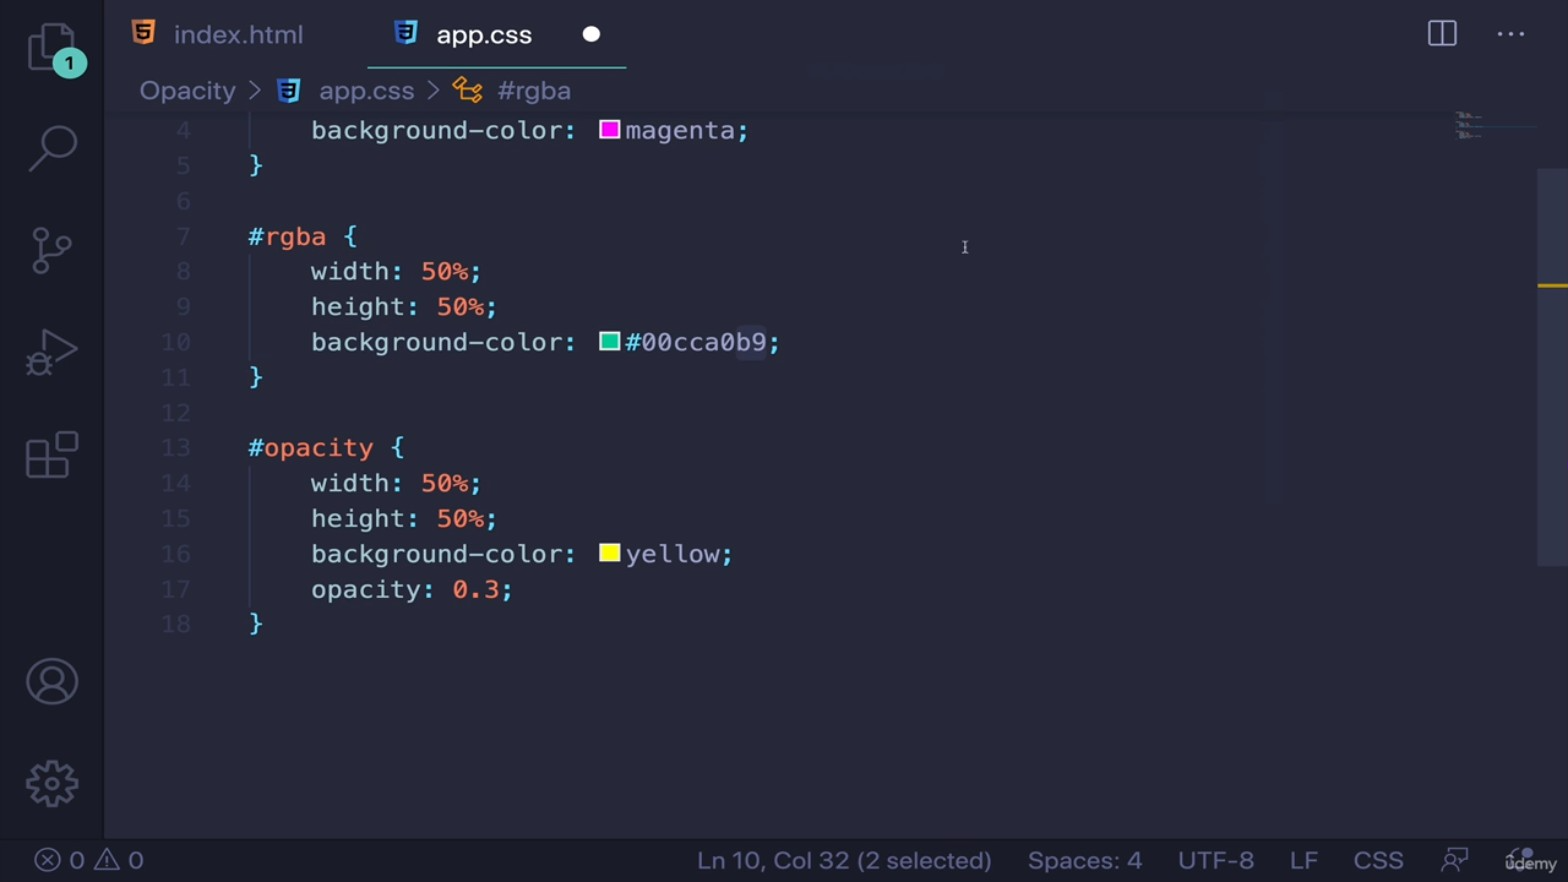 index.html app.css
1
Opacity > app.css > #rgba
4 background-color: magenta;
5 }
6
7 #rgba {
8 width: 50%;
9 height: 50%;
10 background-color: #00cca0b9;
11 }
12
13 #opacity {
14 width: 50%;
15 height: 50%;
16 background-color: yellow;
17 opacity: 0.3;
18 }
0 0 Ln 10, Col 32 (2 selected) Spaces: 4 UTF-8 LF CSS
udemy